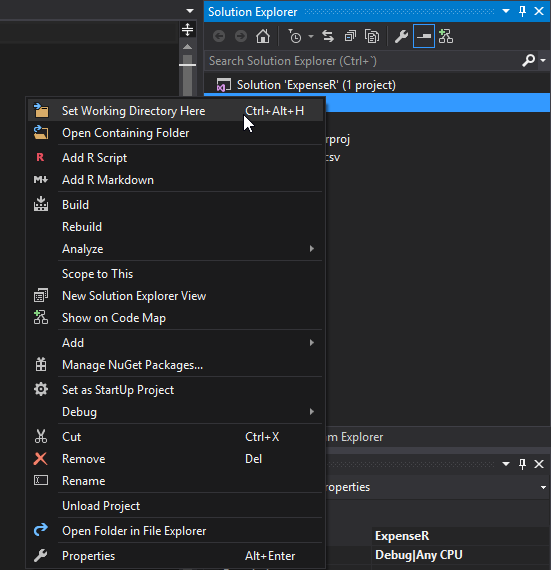 Solution Explorer
Search Solution Explorer (Ctrl+`)
Solution 'ExpenseR' (1 project)
Set Working Directory Here Ctrl+Alt+H
Open Containing Folder
rproj
R Add R Script
csv
M+ Add R Markdown
Build
Rebuild
Analyze
Scope to This
New Solution Explorer View
Show on Code Map
Add
Manage NuGet Packages...
Set as StartUp Project
Debug
Cut Ctrl+X
Explorer
Remove Del
Rename
Unload Project
Open Folder in File Explorer
ExpenseR
Properties Alt+Enter
Debug|Any CPU